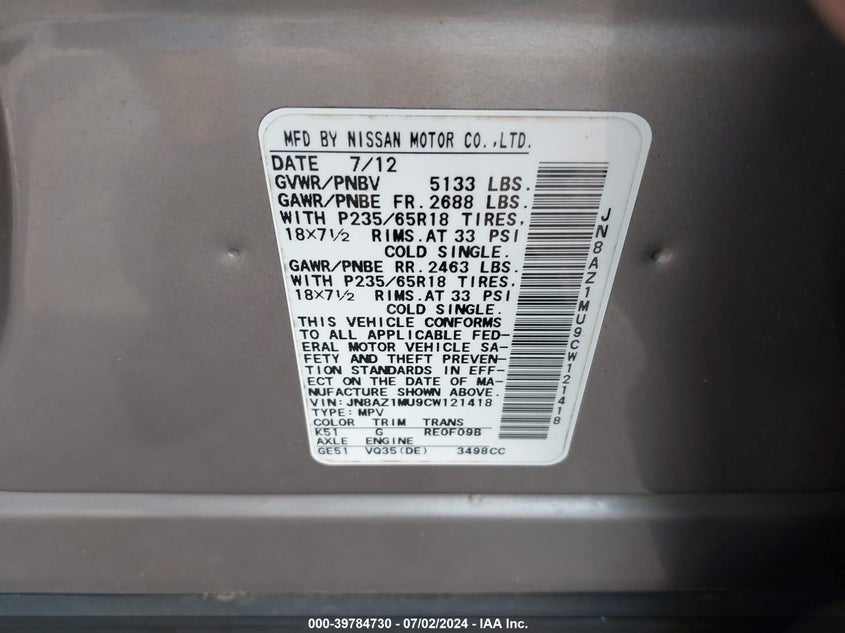 MFD BY NISSAN MOTOR CO.,LTD.
DATE 7/12
GVWR/PNBV 5133 LBS.
GAWR/PNBE FR. 2688 LBS.
WITH P235/65R18 TIRES,
18×7½ RIMS. AT 33 PSI
COLD SINGLE.
GAWR/PNBE RR. 2463 LBS.
WITH P235/65R18 TIRES,
18×7½ RIMS. AT 33 PSI
COLD SINGLE.
THIS VEHICLE CONFORMS
TO ALL APPLICABLE FED-
ERAL MOTOR VEHICLE SA-
FETY AND THEFT PREVEN-
TION STANDARDS IN EFF-
ECT ON THE DATE OF MA-
NUFACTURE SHOWN ABOVE.
VIN: JN8AZ1MU9CW121418
TYPE: MPV
COLOR TRIM TRANS
K51 G RE0F09B
AXLE ENGINE
GE51 VQ35(DE) 3498CC
JN8AZ1MU9CW121418
000-39784730 - 07/02/2024 - IAA Inc.